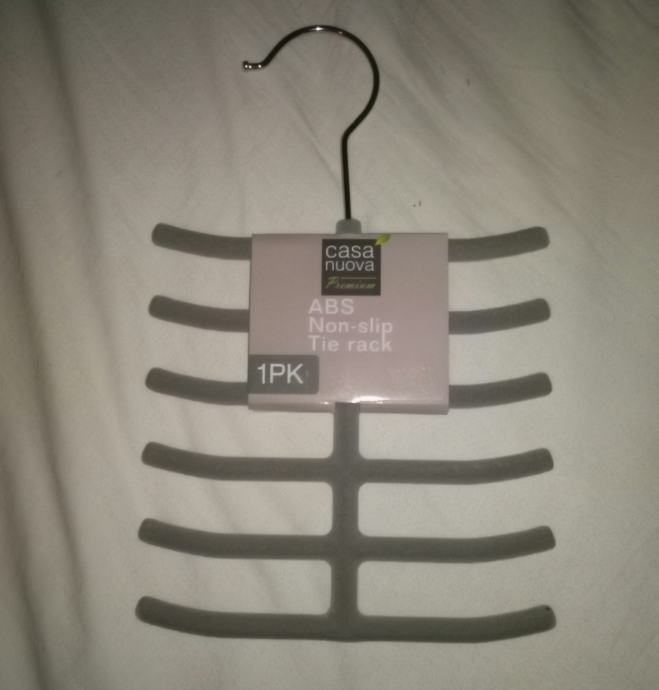 casa
nuova
Premium
ABS
Non-slip
Tie rack
1PK